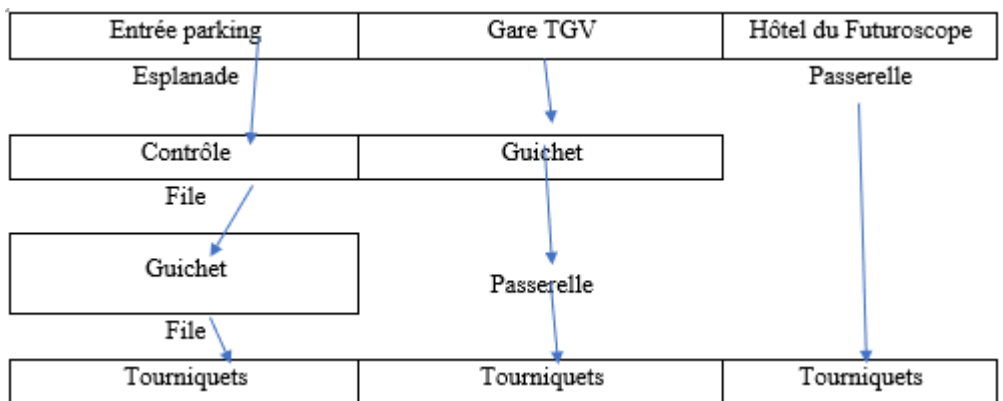 Entrée parking Gare TGV Hôtel du Futuroscope
Esplanade Passerelle
Contrôle Guichet
File
Guichet
Passerelle
File
Tourniquets Tourniquets Tourniquets